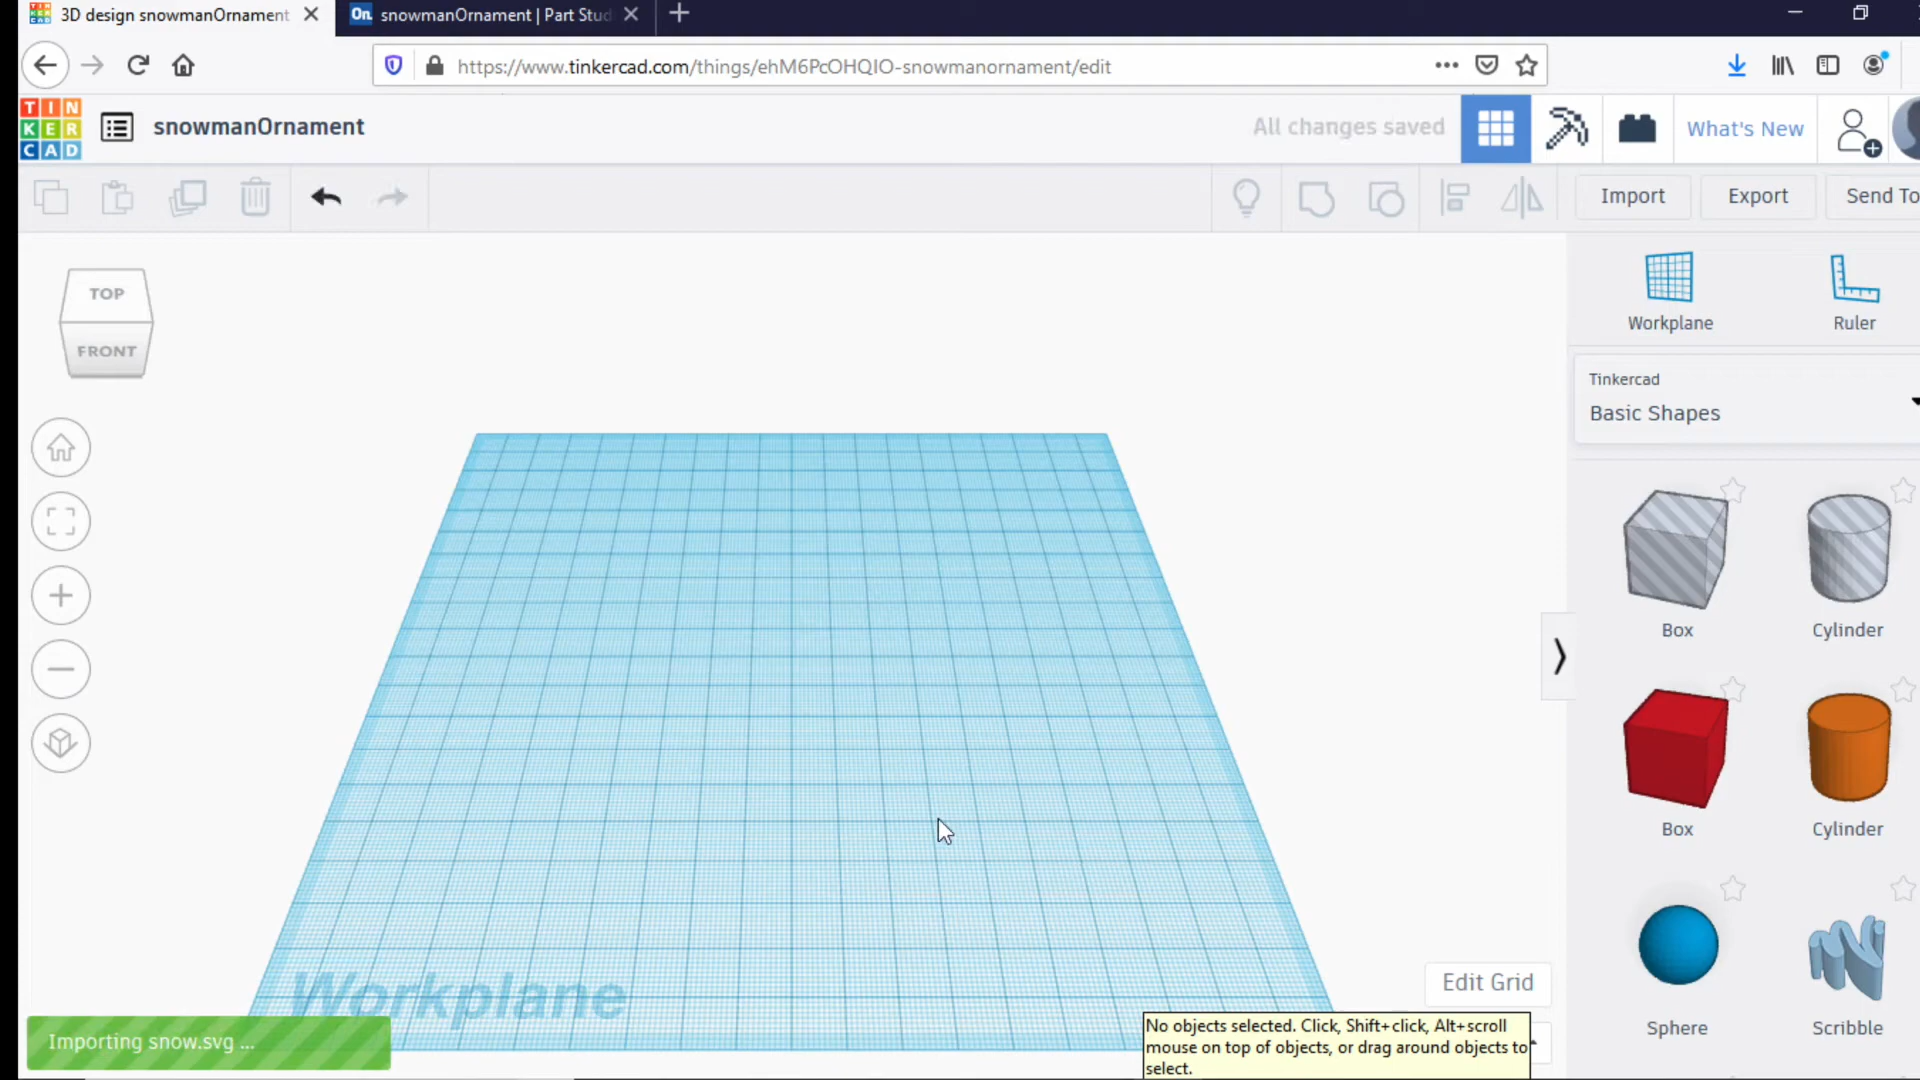 3D design snowmanOrnament
On. snowmanOrnament | Part Stud
https://www.tinkercad.com/things/ehM6PcOHQIO-snowmanornament/edit
TIN
KER
CAD
snowmanOrnament
All changes saved
What's New
Import
Export
Send To
TOP
FRONT
Workplane
Ruler
Tinkercad
Basic Shapes
Box
Cylinder
Box
Cylinder
Sphere
Scribble
Workplane
Edit Grid
Importing snow.svg ...
No objects selected. Click, Shift+click, Alt+scroll
mouse on top of objects, or drag around objects to
select.